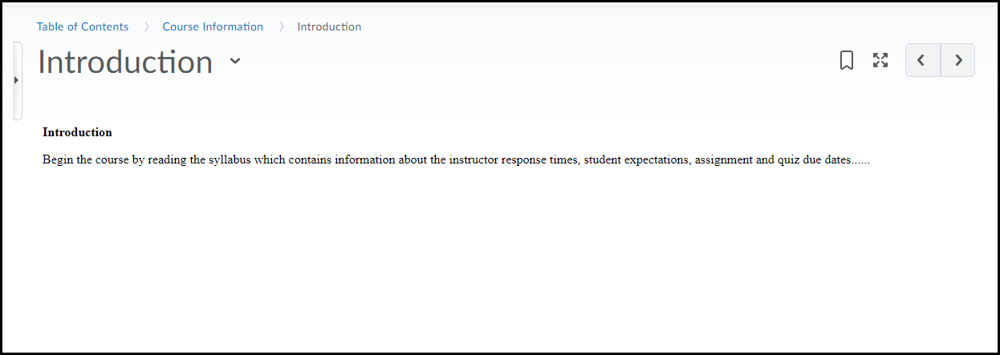 Table of Contents > Course Information > Introduction
Introduction
Introduction
Begin the course by reading the syllabus which contains information about the instructor response times, student expectations, assignment and quiz due dates......